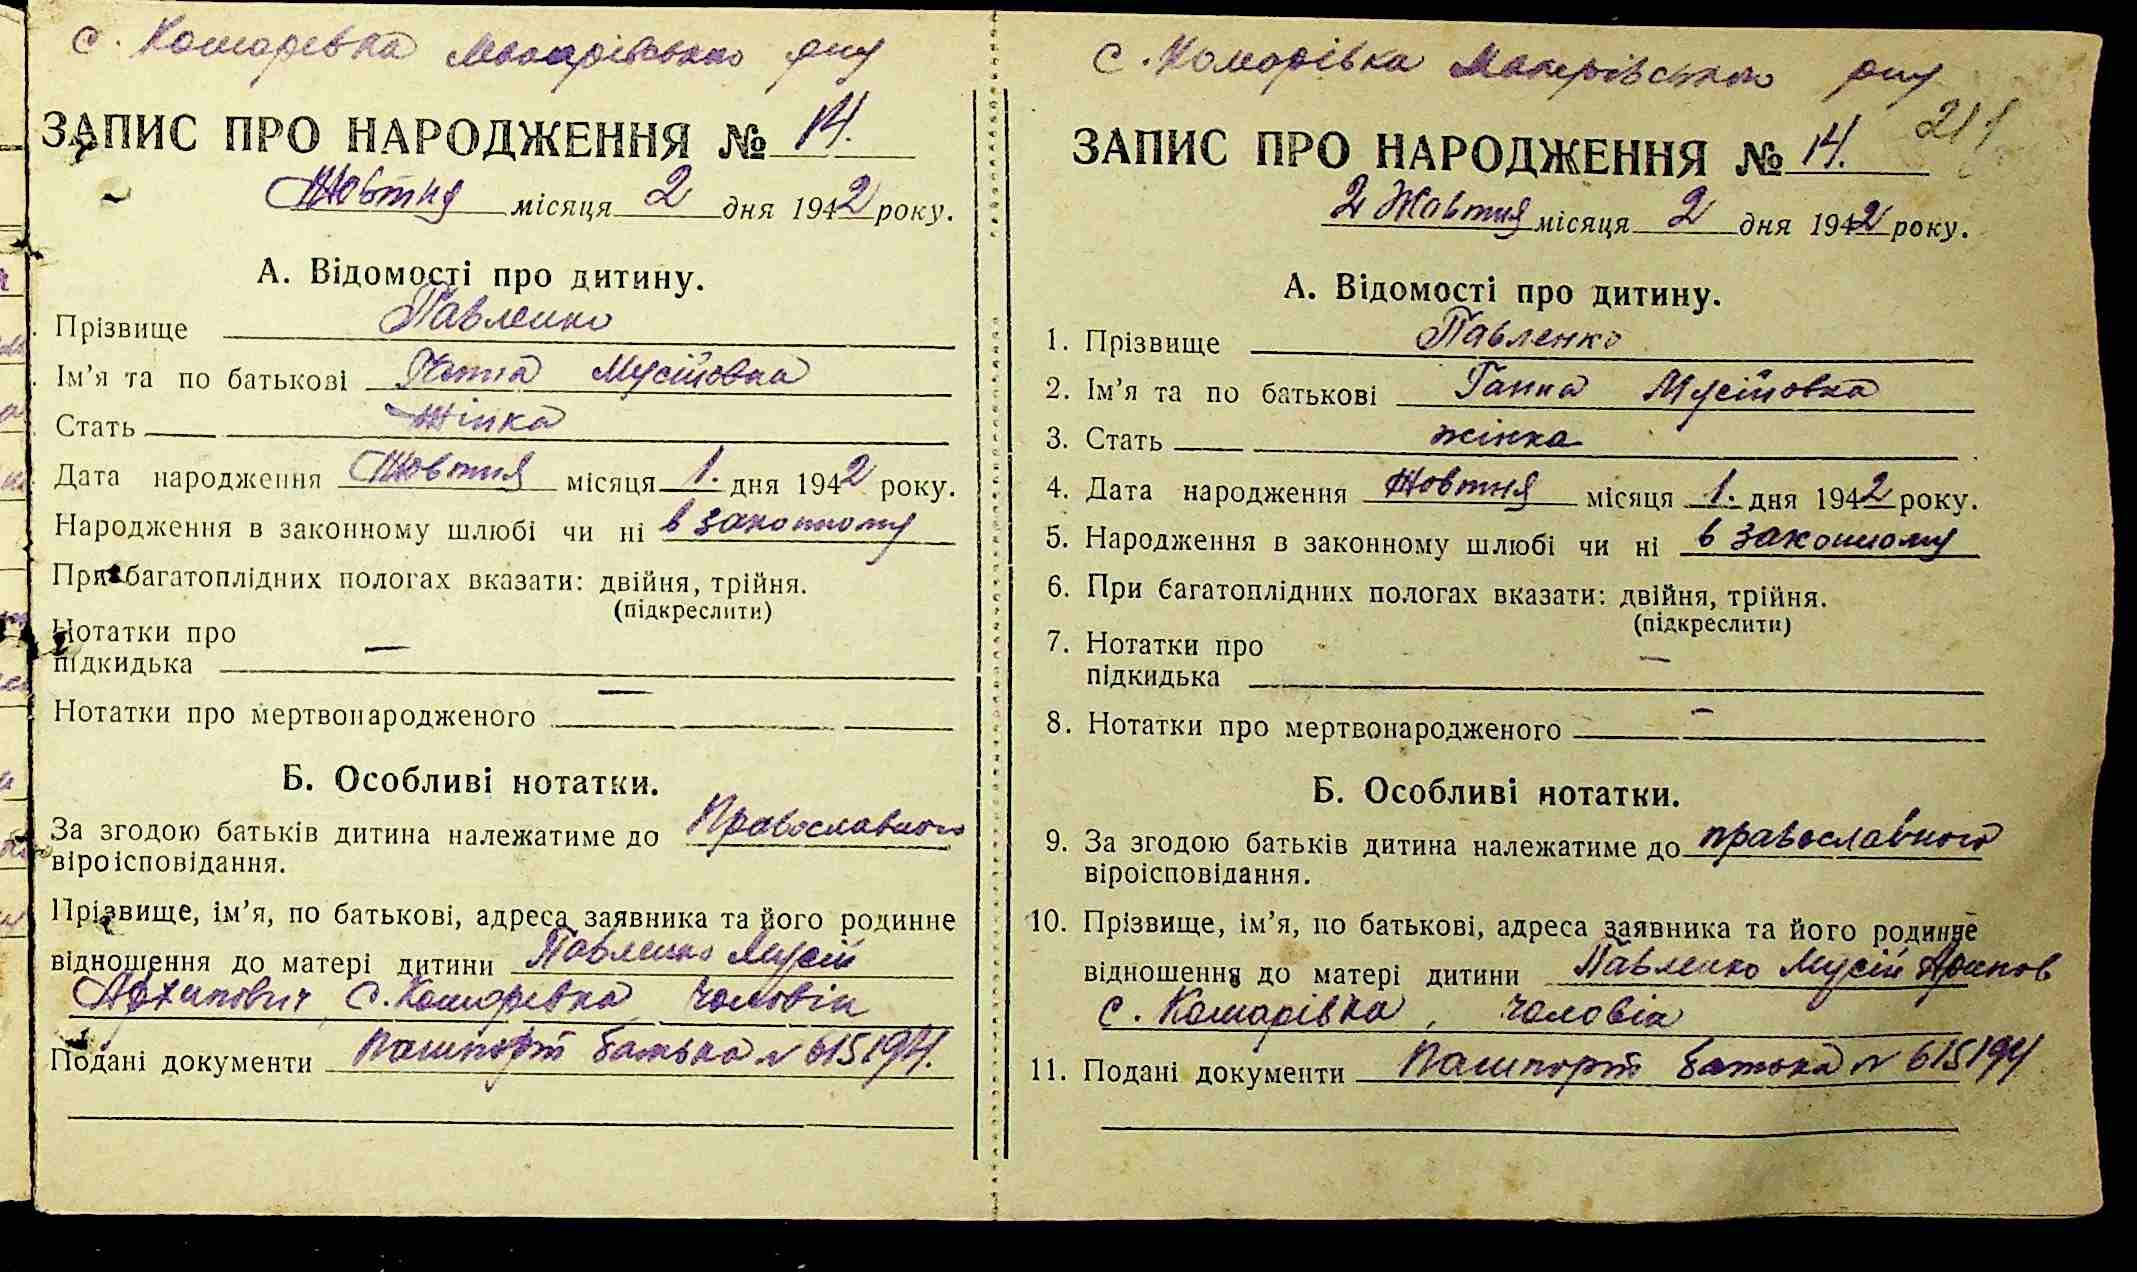 с. Комаревка Макарівського р-ну
ЗАПИС ПРО НАРОДЖЕННЯ № 14.
Жовтня місяця 2 дня 1942 року.
А. Відомості про дитину.
Прізвище Павленко
Ім'я та по батькові Ганна Мусіївна
Стать жінка
Дата народження Жовтня місяця 1. дня 1942 року.
Народження в законному шлюбі чи ні в законному
При багатоплідних пологах вказати: двійня, трійня.
(підкреслити)
Нотатки про
підкидька —
Нотатки про мертвонародженого —
Б. Особливі нотатки.
За згодою батьків дитина належатиме до Православного
віроісповідання.
Прізвище, ім'я, по батькові, адреса заявника та його родинне
відношення до матері дитини Павленко Мусій
Архипович, с. Комаревка, чоловік
Подані документи пашпорт батька № 615194.
с. Комарівка Макарівського р-ну
211
ЗАПИС ПРО НАРОДЖЕННЯ № 14.
2 Жовтня місяця 2 дня 1942 року.
А. Відомості про дитину.
1. Прізвище Павленко
2. Ім'я та по батькові Ганна Мусіївна
3. Стать жінка
4. Дата народження Жовтня місяця 1. дня 1942 року.
5. Народження в законному шлюбі чи ні в законному
6. При багатоплідних пологах вказати: двійня, трійня.
(підкреслити)
7. Нотатки про
підкидька —
8. Нотатки про мертвонародженого —
Б. Особливі нотатки.
9. За згодою батьків дитина належатиме до православного
віроісповідання.
10. Прізвище, ім'я, по батькові, адреса заявника та його родинне
відношення до матері дитини Павленко Мусій Архипов
с. Комарівка, чоловік
11. Подані документи Пашпорт батька № 615194